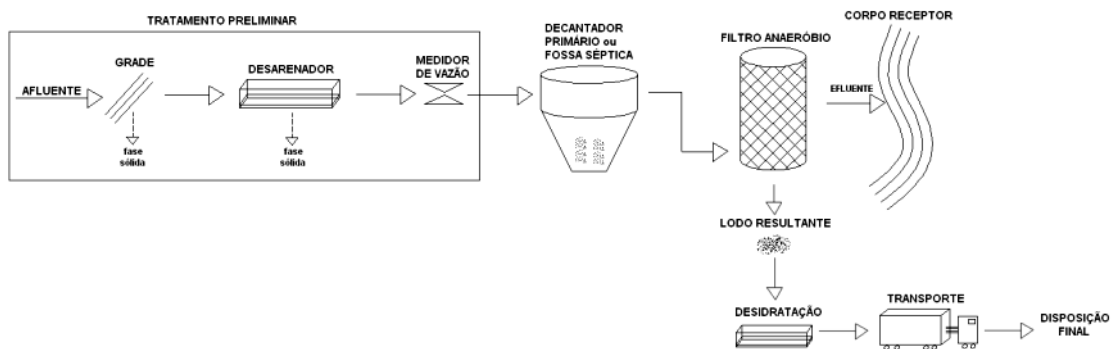 TRATAMENTO PRELIMINAR
AFLUENTE
GRADE
fase
sólida
DESARENADOR
fase
sólida
MEDIDOR
DE VAZÃO
DECANTADOR
PRIMÁRIO ou
FOSSA SÉPTICA
FILTRO ANAERÓBIO
EFLUENTE
CORPO RECEPTOR
LODO RESULTANTE
DESIDRATAÇÃO
TRANSPORTE
DISPOSIÇÃO
FINAL